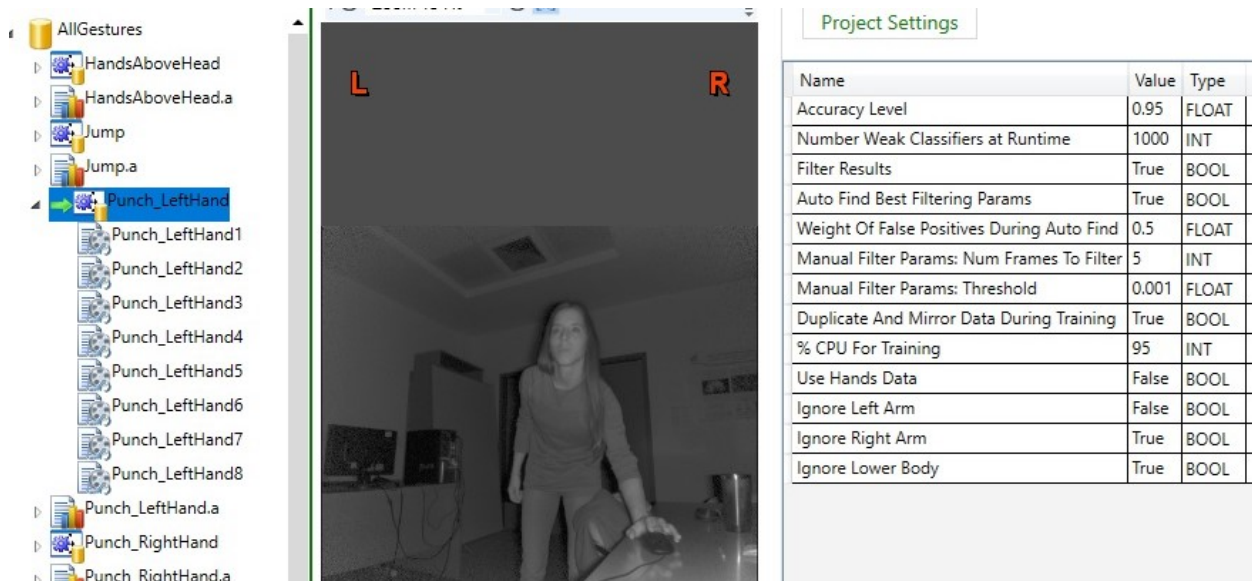 AllGestures
HandsAboveHead
HandsAboveHead.a
Jump
Jump.a
Punch_LeftHand
Punch_LeftHand1
Punch_LeftHand2
Punch_LeftHand3
Punch_LeftHand4
Punch_LeftHand5
Punch_LeftHand6
Punch_LeftHand7
Punch_LeftHand8
Punch_LeftHand.a
Punch_RightHand
Punch_RightHand.a
L R
Project Settings
Name Value Type
Accuracy Level 0.95 FLOAT
Number Weak Classifiers at Runtime 1000 INT
Filter Results True BOOL
Auto Find Best Filtering Params True BOOL
Weight Of False Positives During Auto Find 0.5 FLOAT
Manual Filter Params: Num Frames To Filter 5 INT
Manual Filter Params: Threshold 0.001 FLOAT
Duplicate And Mirror Data During Training True BOOL
% CPU For Training 95 INT
Use Hands Data False BOOL
Ignore Left Arm False BOOL
Ignore Right Arm True BOOL
Ignore Lower Body True BOOL